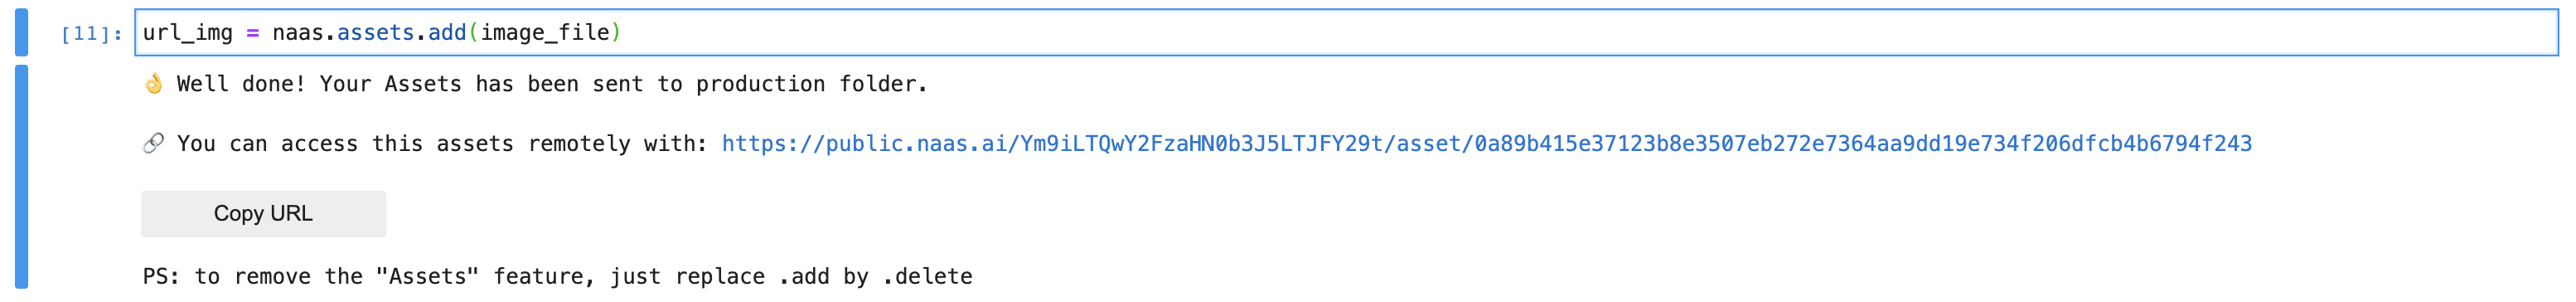 [11]: url_img = naas.assets.add(image_file)
👌 Well done! Your Assets has been sent to production folder.
🔗 You can access this assets remotely with: https://public.naas.ai/Ym9iLTQwY2FzaHN0b3J5LTJFY29t/asset/0a89b415e37123b8e3507eb272e7364aa9dd19e734f206dfcb4b6794f243
Copy URL
PS: to remove the "Assets" feature, just replace .add by .delete